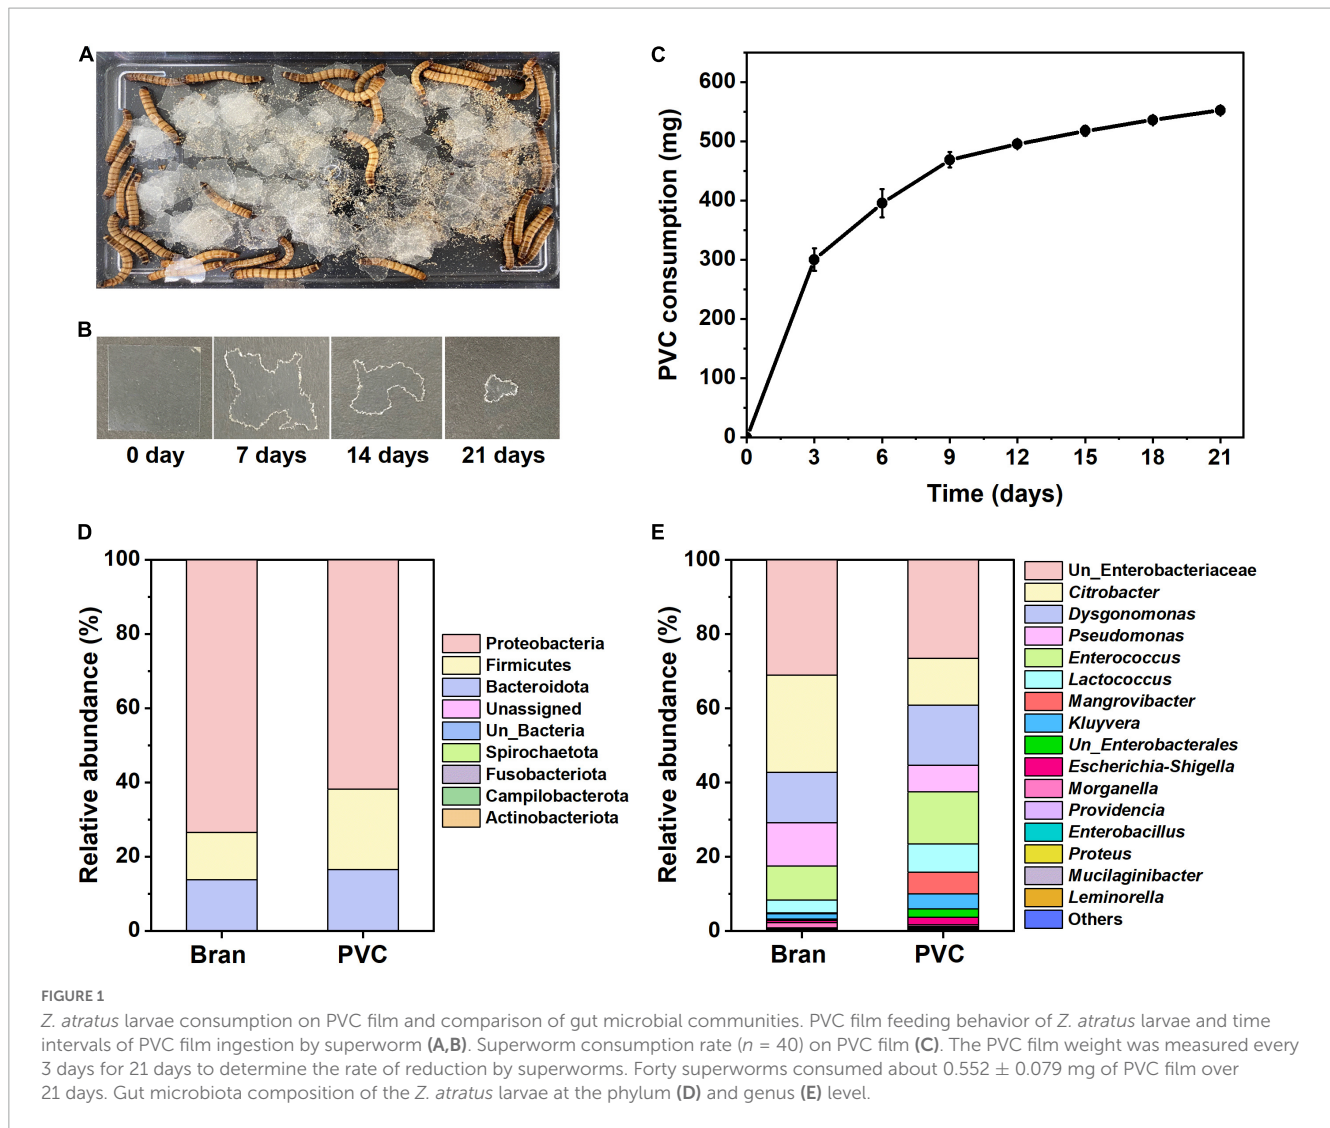 A
B
0 day 7 days 14 days 21 days
C
PVC consumption (mg)
600
500
400
300
200
100
0
0 3 6 9 12 15 18 21
Time (days)
D
Relative abundance (%)
100
80
60
40
20
0
Bran PVC
Proteobacteria
Firmicutes
Bacteroidota
Unassigned
Un_Bacteria
Spirochaetota
Fusobacteriota
Campilobacterota
Actinobacteriota
E
Relative abundance (%)
100
80
60
40
20
0
Bran PVC
Un_Enterobacteriaceae
Citrobacter
Dysgonomonas
Pseudomonas
Enterococcus
Lactococcus
Mangrovibacter
Kluyvera
Un_Enterobacterales
Escherichia-Shigella
Morganella
Providencia
Enterobacillus
Proteus
Mucilaginibacter
Leminorella
Others
FIGURE 1
Z. atratus larvae consumption on PVC film and comparison of gut microbial communities. PVC film feeding behavior of Z. atratus larvae and time
intervals of PVC film ingestion by superworm (A,B). Superworm consumption rate (n = 40) on PVC film (C). The PVC film weight was measured every
3 days for 21 days to determine the rate of reduction by superworms. Forty superworms consumed about 0.552 ± 0.079 mg of PVC film over
21 days. Gut microbiota composition of the Z. atratus larvae at the phylum (D) and genus (E) level.